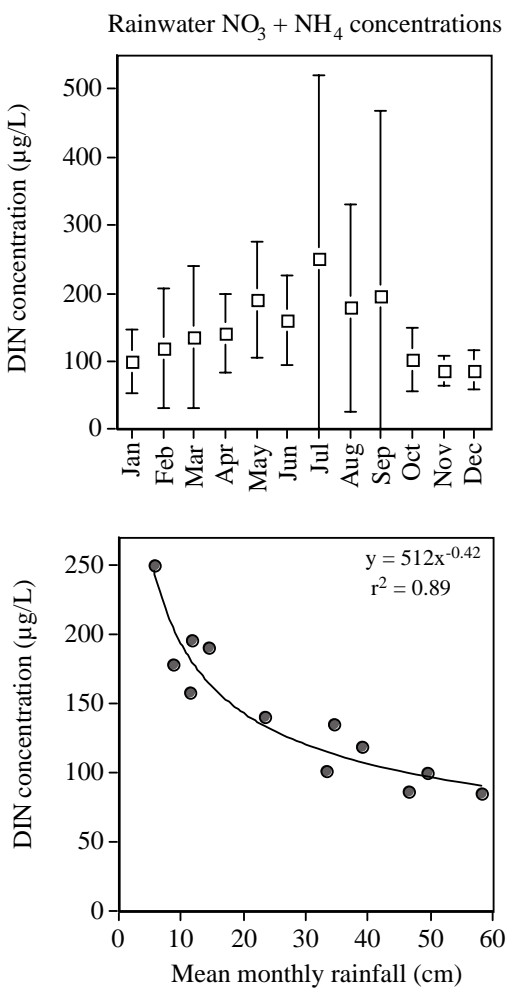 Rainwater NO3 + NH4 concentrations
DIN concentration (µg/L)
500
400
300
200
100
0
Jan Feb Mar Apr May Jun Jul Aug Sep Oct Nov Dec
y = 512x^-0.42
r^2 = 0.89
DIN concentration (µg/L)
250
200
150
100
50
0
0 10 20 30 40 50 60
Mean monthly rainfall (cm)